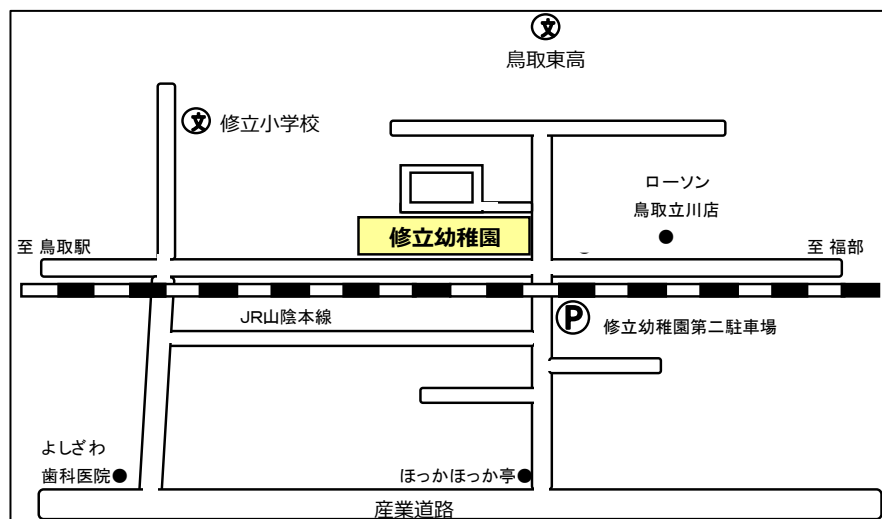 文
鳥取東高
文 修立小学校
ローソン
鳥取立川店
修立幼稚園
至 鳥取駅
至 福部
JR山陰本線
P 修立幼稚園第二駐車場
よしざわ
歯科医院
ほっかほっか亭
産業道路